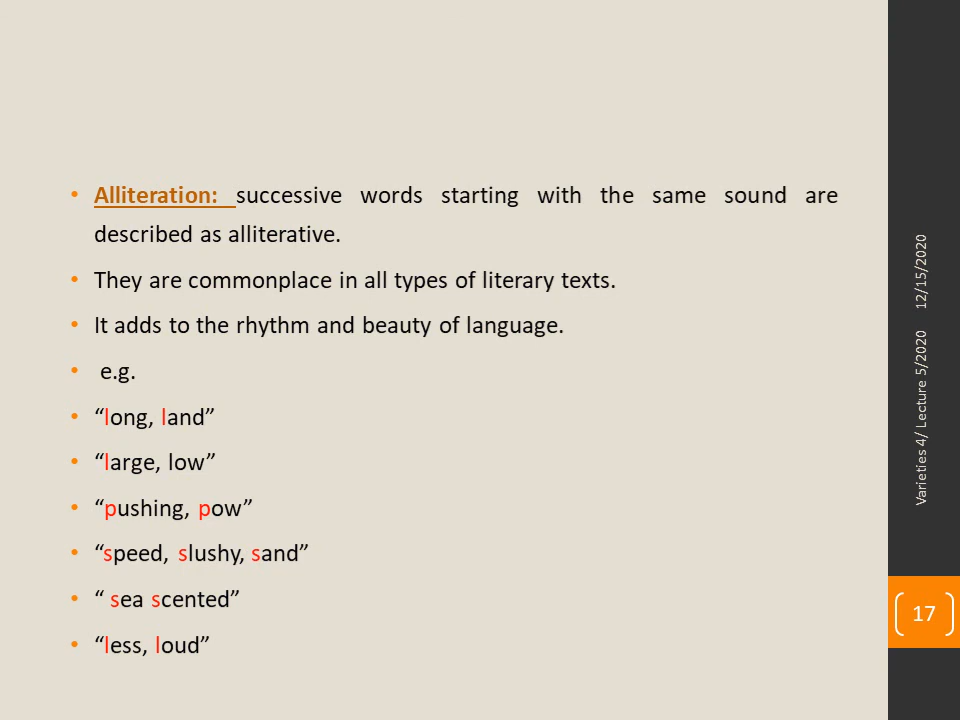 • Alliteration: successive words starting with the same sound are
described as alliterative.
• They are commonplace in all types of literary texts.
• It adds to the rhythm and beauty of language.
• e.g.
• “long, land”
• “large, low”
• “pushing, pow”
• “speed, slushy, sand”
• “ sea scented”
• “less, loud”
Varieties 4/ Lecture 5/2020 12/15/2020
17